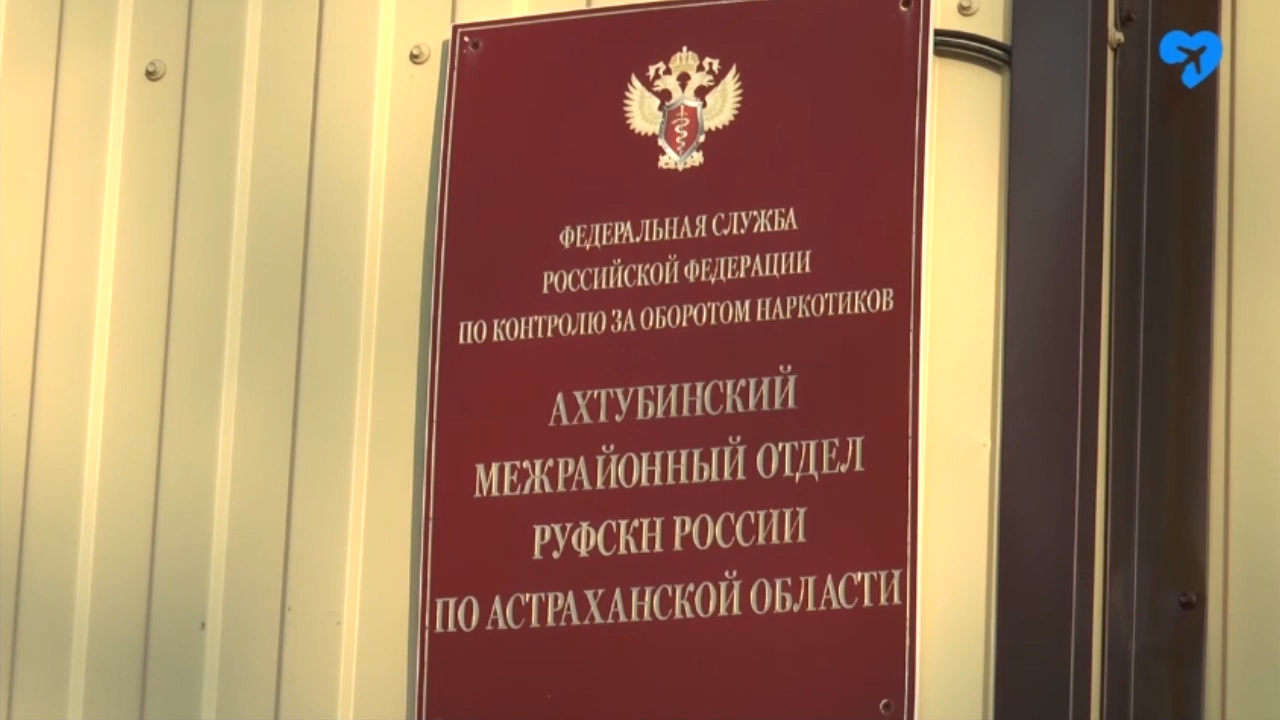 ФЕДЕРАЛЬНАЯ СЛУЖБА
РОССИЙСКОЙ ФЕДЕРАЦИИ
ПО КОНТРОЛЮ ЗА ОБОРОТОМ НАРКОТИКОВ
АХТУБИНСКИЙ
МЕЖРАЙОННЫЙ ОТДЕЛ
РУФСКН РОССИИ
ПО АСТРАХАНСКОЙ ОБЛАСТИ